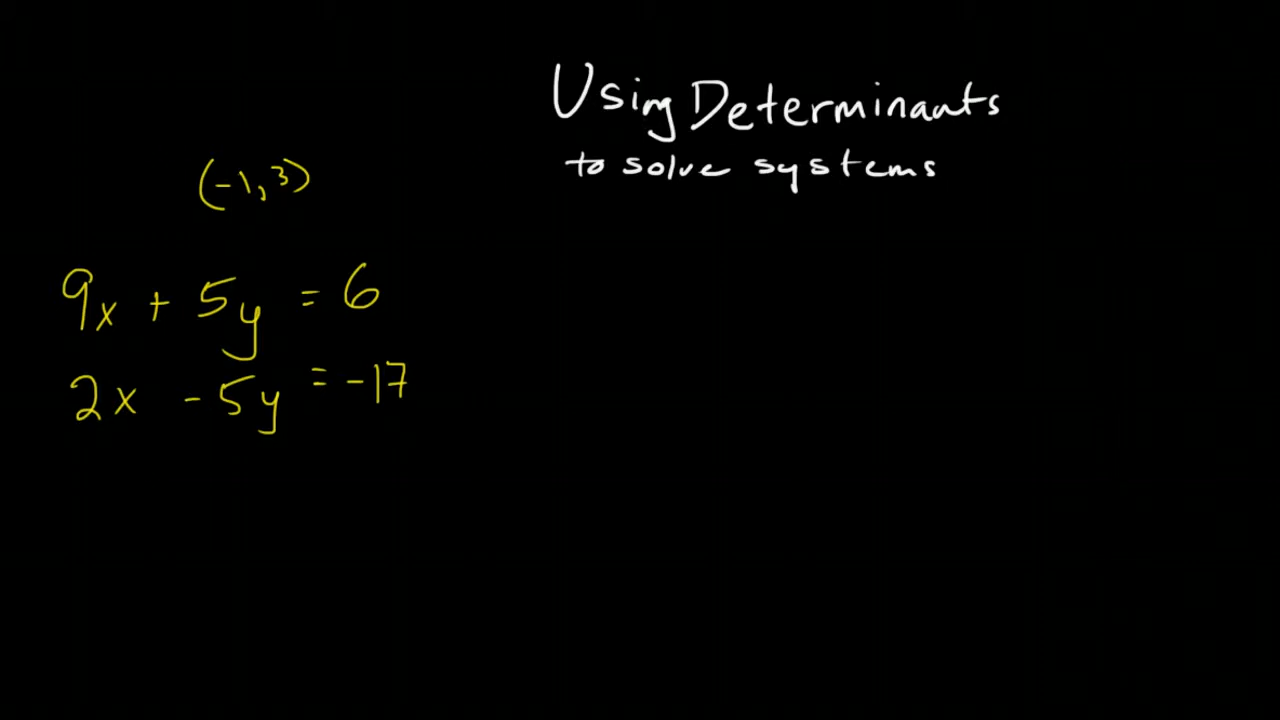 Using Determinants
to solve systems
(-1, 3)
9x + 5y = 6
2x - 5y = -17